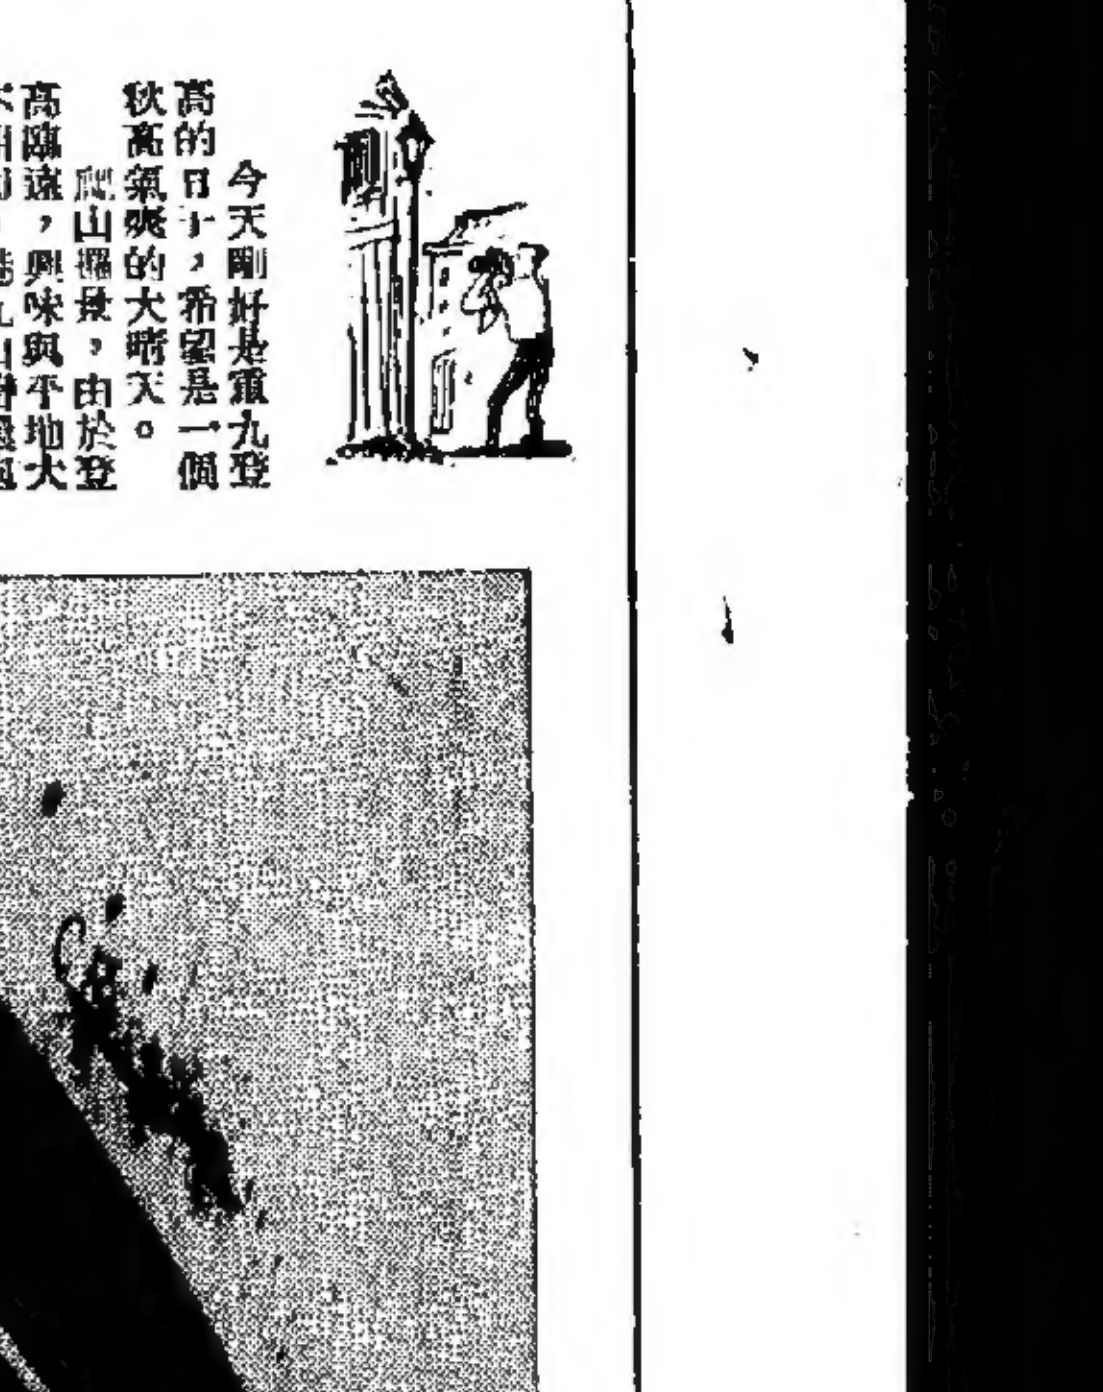 今天剛好是重九登
高的日子，希望是一個
秋高氣爽的大晴天。
爬山攝景，由於登
高臨遠，興味與平地大